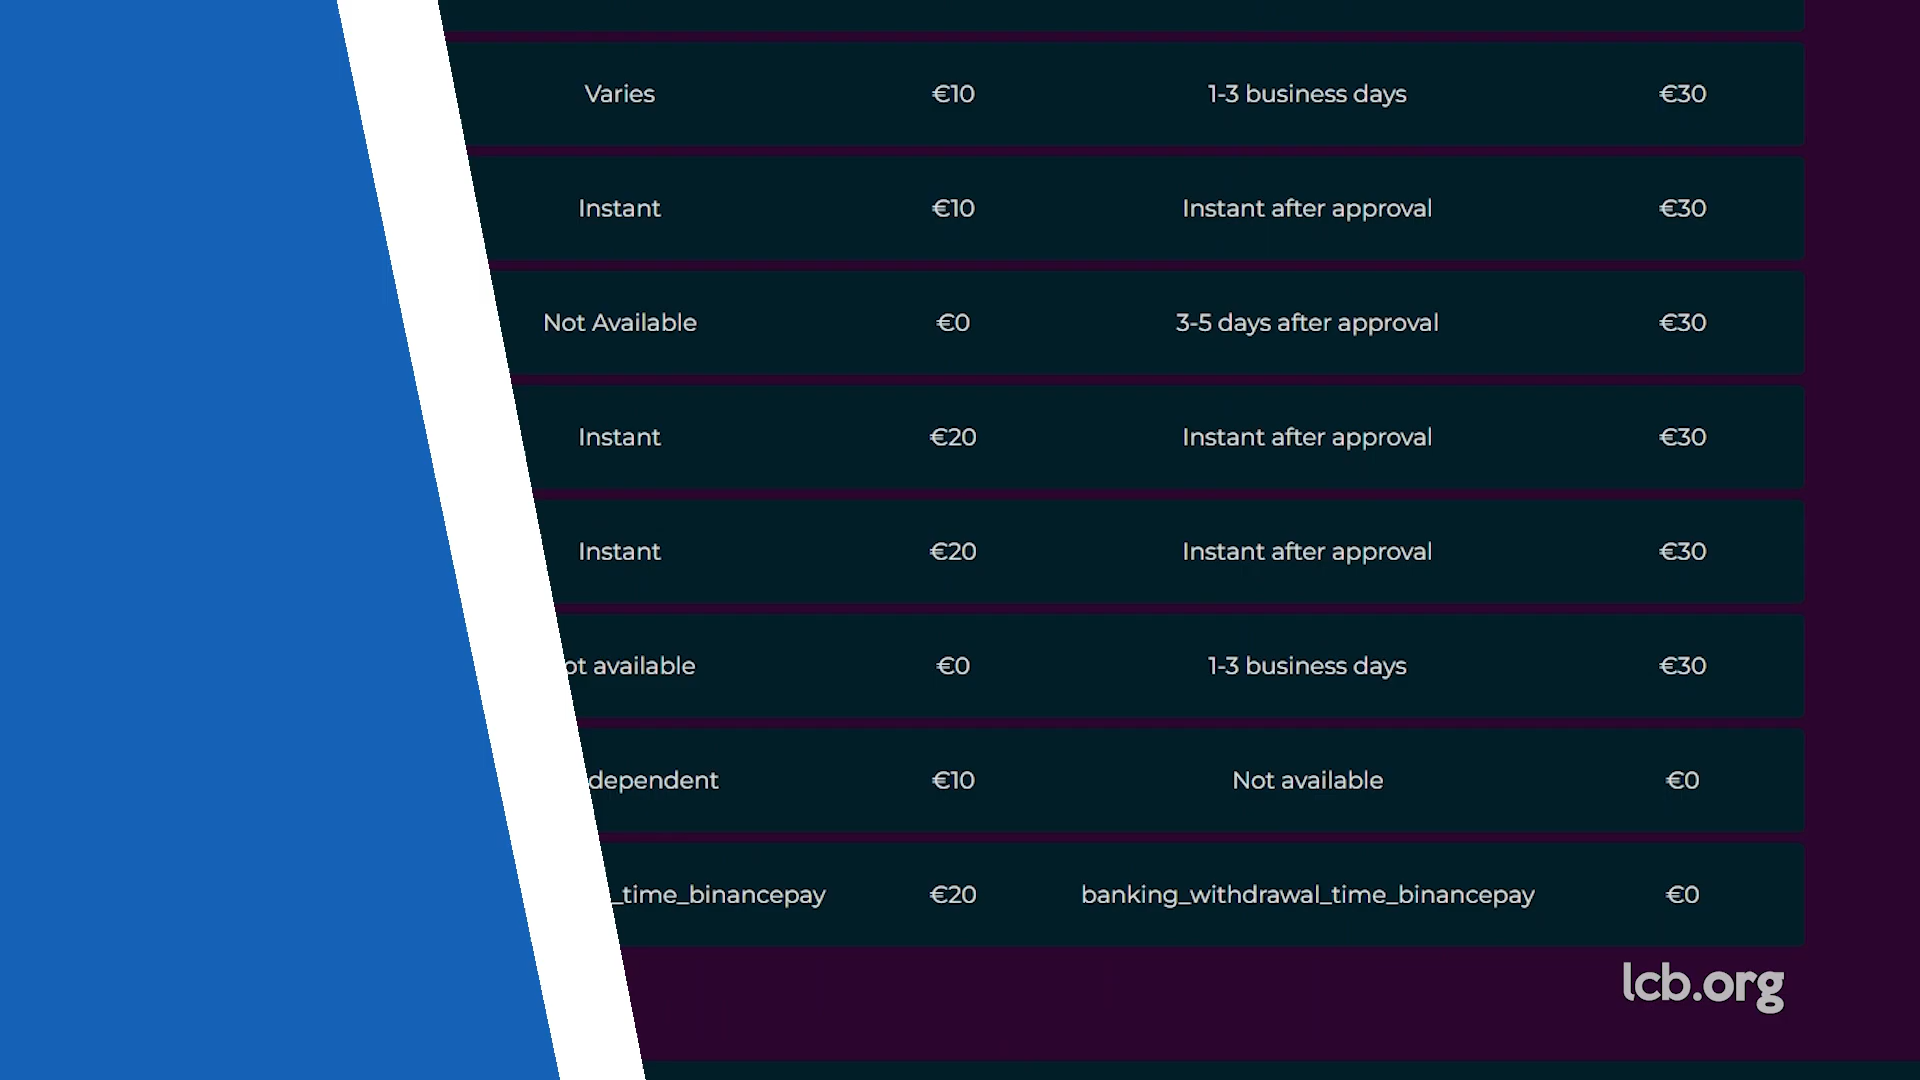 Varies €10 1-3 business days €30
Instant €10 Instant after approval €30
Not Available €0 3-5 days after approval €30
Instant €20 Instant after approval €30
Instant €20 Instant after approval €30
ot available €0 1-3 business days €30
dependent €10 Not available €0
_time_binancepay €20 banking_withdrawal_time_binancepay €0
lcb.org